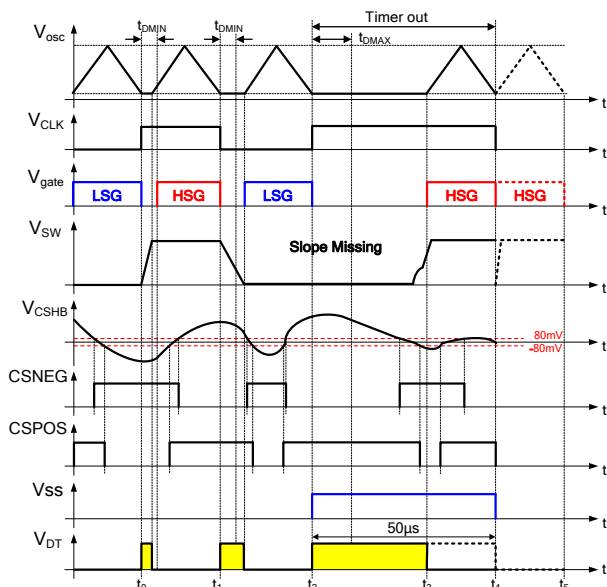 tDMIN tDMIN Timer out
Vosc tDMAX
t
VCLK
t
Vgate
LSG HSG LSG HSG HSG
t
VSW
Slope Missing
t
VCSHB
80mV
-80mV
t
CSNEG
t
CSPOS
t
VSS
t
50µs
VDT
t
t0 t1 t2 t3 t4 t5